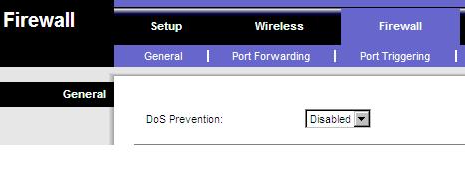 Firewall
Setup Wireless Firewall
General | Port Forwarding | Port Triggering |
General
DoS Prevention: Disabled